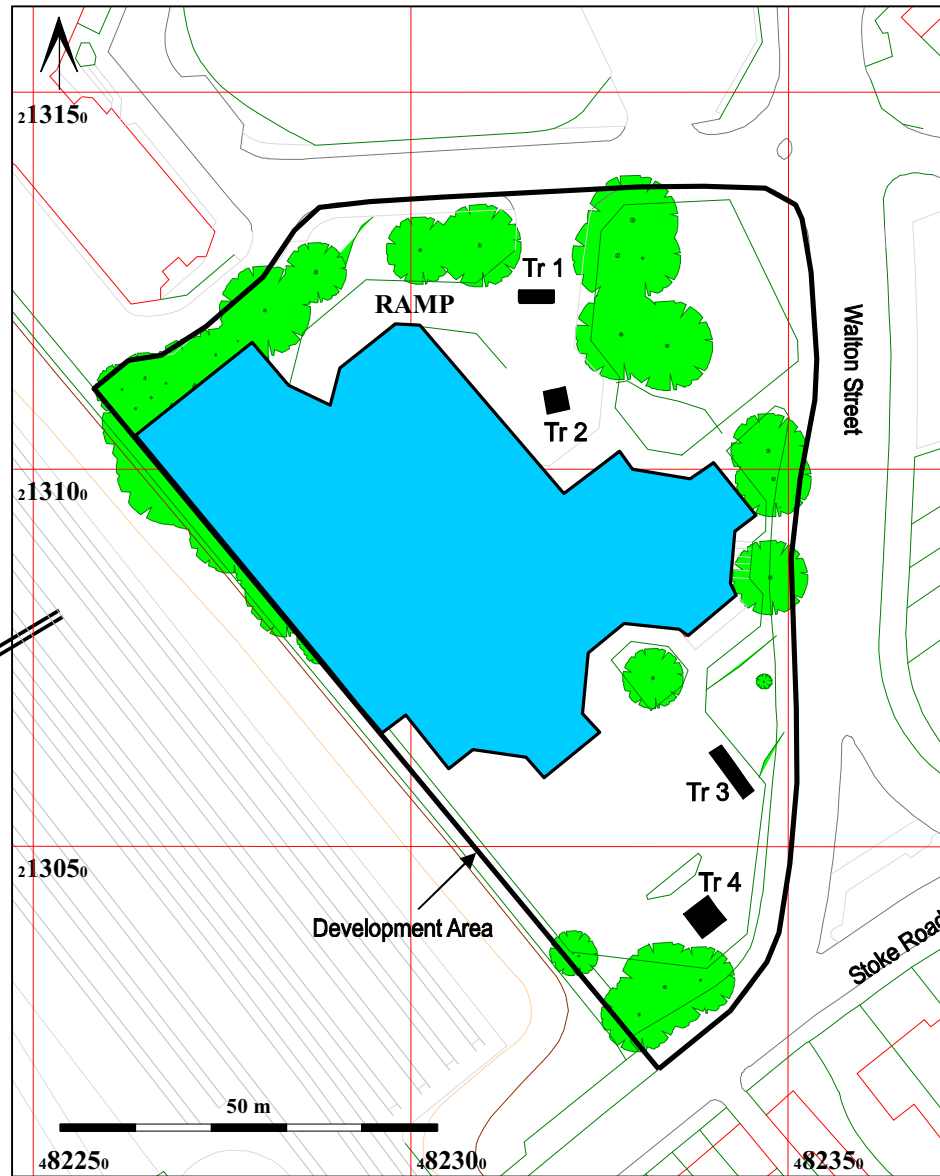 213150
Tr 1
RAMP
Walton Street
Tr 2
213100
Tr 3
213050
Tr 4
Development Area
Stoke Road
50 m
482250
482300
482350